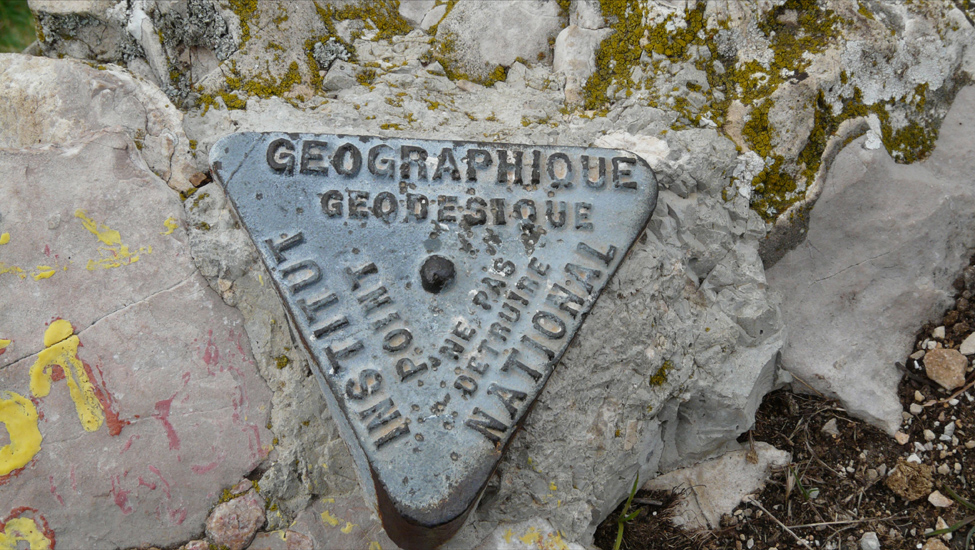 INSTITUT
GEOGRAPHIQUE
NATIONAL
POINT
GEODESIQUE
NE PAS
DETRUIRE